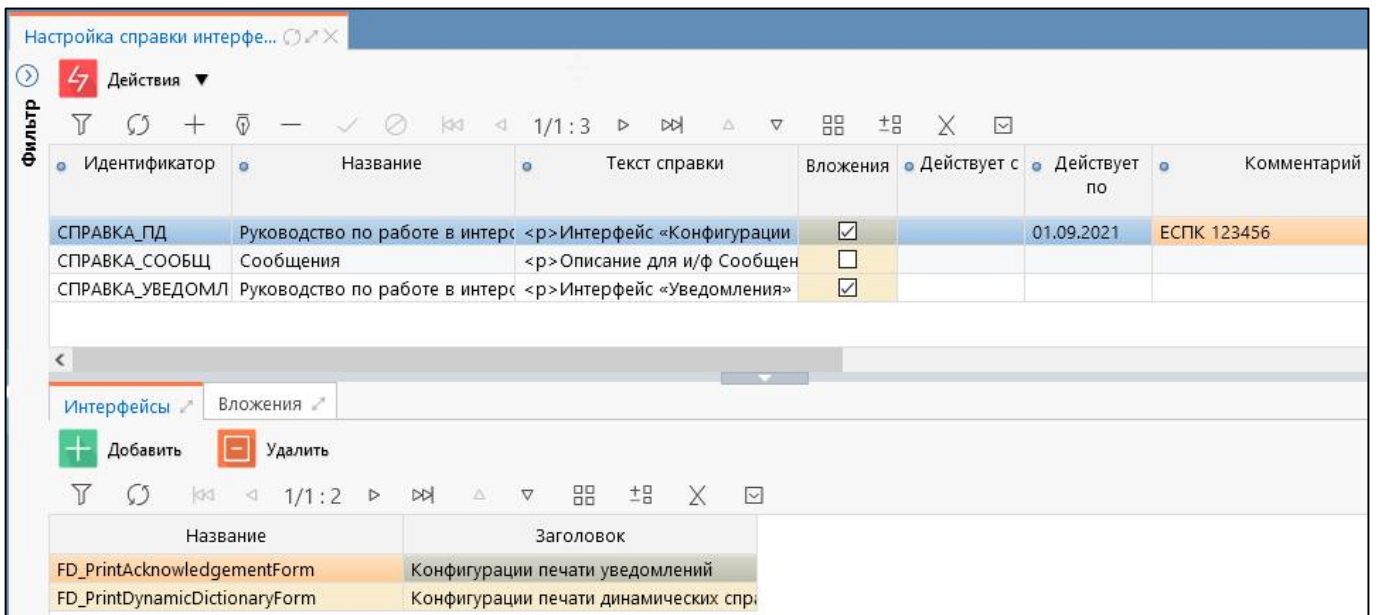 Настройка справки интерфе...
Фильтр
Действия
1/1 : 3
Идентификатор Название Текст справки Вложения Действует с Действует по Комментарий
СПРАВКА_ПД Руководство по работе в интерф <p>Интерфейс «Конфигурации 01.09.2021 ЕСПК 123456
СПРАВКА_СООБЩ Сообщения <p>Описание для и/ф Сообщен
СПРАВКА_УВЕДОМЛ Руководство по работе в интерф <p>Интерфейс «Уведомления»
Интерфейсы Вложения
Добавить Удалить
1/1 : 2
Название Заголовок
FD_PrintAcknowledgementForm Конфигурации печати уведомлений
FD_PrintDynamicDictionaryForm Конфигурации печати динамических спра